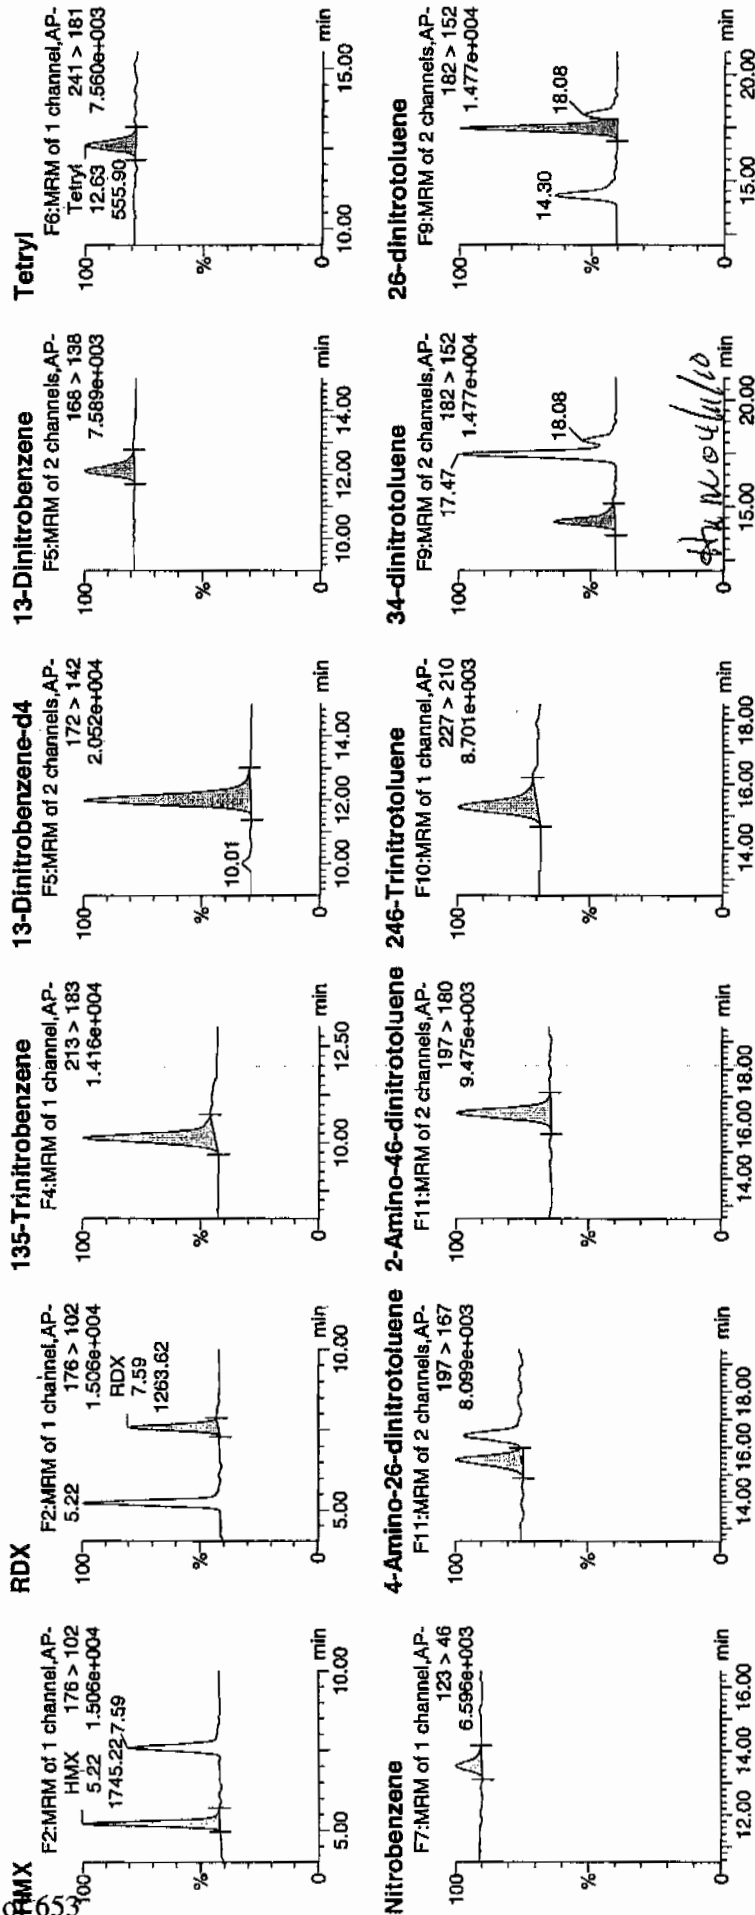 HMX
F2:MRM of 1 channel,AP-
HMX 176 > 102
5.22 1.506e+004
1745.22 7.59
100
%
0
5.00 10.00 min
RDX
F2:MRM of 1 channel,AP-
5.22 176 > 102
1.506e+004
RDX
7.59
1263.62
100
%
0
5.00 10.00 min
135-Trinitrobenzene
F4:MRM of 1 channel,AP-
213 > 183
1.416e+004
100
%
0
10.00 12.50 min
13-Dinitrobenzene-d4
F5:MRM of 2 channels,AP-
172 > 142
2.052e+004
10.01
100
%
0
10.00 12.00 14.00 min
13-Dinitrobenzene
F5:MRM of 2 channels,AP-
168 > 138
7.589e+003
100
%
0
10.00 12.00 14.00 min
Tetryl
F6:MRM of 1 channel,AP-
Tetryl 241 > 181
12.63 7.560e+003
555.90
100
%
0
10.00 15.00 min
Nitrobenzene
F7:MRM of 1 channel,AP-
123 > 46
6.596e+003
100
%
0
12.00 14.00 16.00 min
4-Amino-26-dinitrotoluene
F11:MRM of 2 channels,AP-
197 > 167
8.099e+003
100
%
0
14.00 16.00 18.00 min
2-Amino-46-dinitrotoluene
F11:MRM of 2 channels,AP-
197 > 180
9.475e+003
100
%
0
14.00 16.00 18.00 min
246-Trinitrotoluene
F10:MRM of 1 channel,AP-
227 > 210
8.701e+003
100
%
0
14.00 16.00 18.00 min
34-dinitrotoluene
F9:MRM of 2 channels,AP-
17.47 182 > 152
1.477e+004
18.08
100
%
0
15.00 20.00 min
04/11/10
26-dinitrotoluene
F9:MRM of 2 channels,AP-
182 > 152
1.477e+004
14.30
18.08
100
%
0
15.00 20.00 min
653